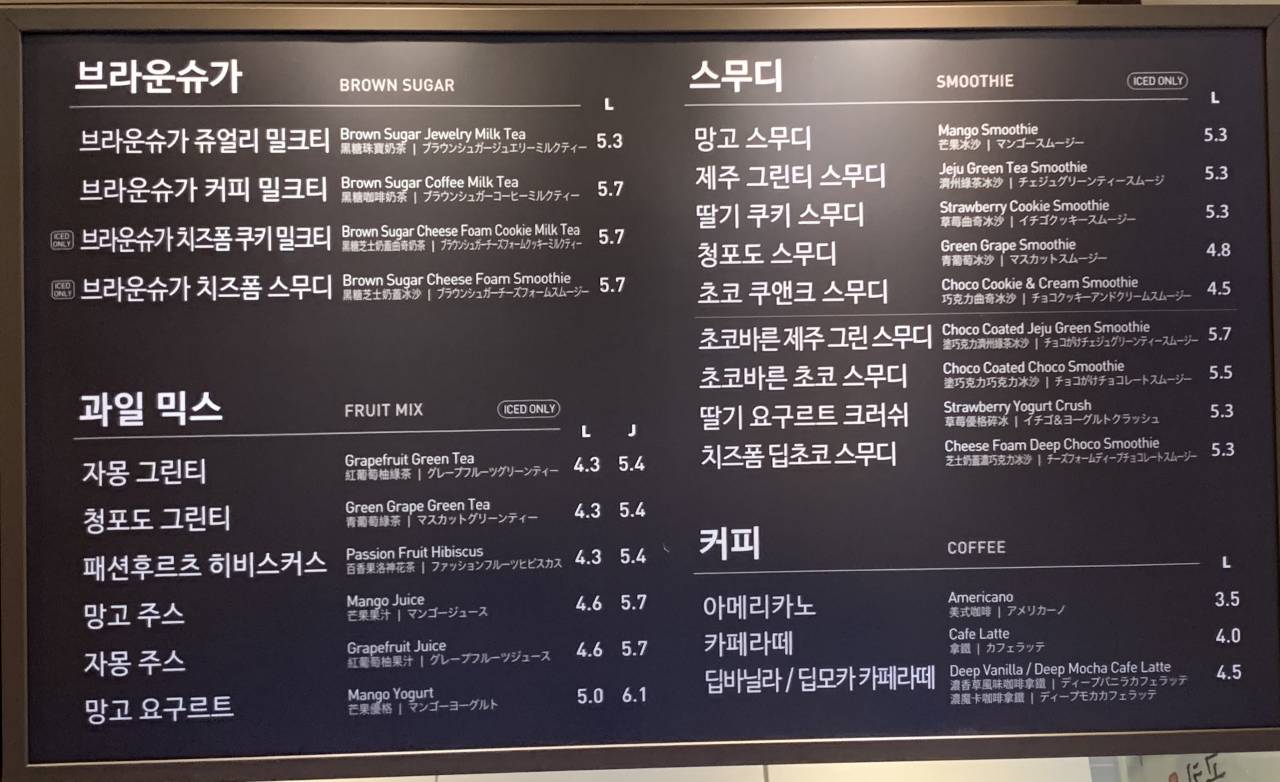 브라운슈가 BROWN SUGAR
L
브라운슈가 쥬얼리 밀크티 Brown Sugar Jewelry Milk Tea 5.3
黑糖珠寶奶茶 | ブラウンシュガージュエリーミルクティー
브라운슈가 커피 밀크티 Brown Sugar Coffee Milk Tea 5.7
黑糖咖啡奶茶 | ブラウンシュガーコーヒーミルクティー
ICED ONLY 브라운슈가 치즈폼 쿠키 밀크티 Brown Sugar Cheese Foam Cookie Milk Tea 5.7
黑糖芝士奶蓋曲奇奶茶 | ブラウンシュガーチーズフォームクッキーミルクティー
ICED ONLY 브라운슈가 치즈폼 스무디 Brown Sugar Cheese Foam Smoothie 5.7
黑糖芝士奶蓋冰沙 | ブラウンシュガーチーズフォームスムージー
과일 믹스 FRUIT MIX ICED ONLY
L J
자몽 그린티 Grapefruit Green Tea 4.3 5.4
紅葡萄柚綠茶 | グレープフルーツグリーンティー
청포도 그린티 Green Grape Green Tea 4.3 5.4
青葡萄綠茶 | マスカットグリーンティー
패션후르츠 히비스커스 Passion Fruit Hibiscus 4.3 5.4
百香果洛神花茶 | ファッションフルーツヒビスカス
망고 주스 Mango Juice 4.6 5.7
芒果果汁 | マンゴージュース
자몽 주스 Grapefruit Juice 4.6 5.7
紅葡萄柚果汁 | グレープフルーツジュース
망고 요구르트 Mango Yogurt 5.0 6.1
芒果優格 | マンゴーヨーグルト
스무디 SMOOTHIE ICED ONLY
L
망고 스무디 Mango Smoothie 5.3
芒果冰沙 | マンゴースムージー
제주 그린티 스무디 Jeju Green Tea Smoothie 5.3
濟州綠茶冰沙 | チェジュグリーンティースムージ
딸기 쿠키 스무디 Strawberry Cookie Smoothie 5.3
草莓曲奇冰沙 | イチゴクッキースムージー
청포도 스무디 Green Grape Smoothie 4.8
青葡萄冰沙 | マスカットスムージー
초코 쿠앤크 스무디 Choco Cookie & Cream Smoothie 4.5
巧克力曲奇冰沙 | チョコクッキーアンドクリームスムージー
초코바른 제주 그린 스무디 Choco Coated Jeju Green Smoothie 5.7
塗巧克力濟州綠茶冰沙 | チョコがけチェジュグリーンティースムージー
초코바른 초코 스무디 Choco Coated Choco Smoothie 5.5
塗巧克力巧克力冰沙 | チョコがけチョコレートスムージー
딸기 요구르트 크러쉬 Strawberry Yogurt Crush 5.3
草莓優格碎冰 | イチゴ&ヨーグルトクラッシュ
치즈폼 딥초코 스무디 Cheese Foam Deep Choco Smoothie 5.3
芝士奶蓋濃巧克力冰沙 | チーズフォームディープチョコレートスムージー
커피 COFFEE
L
아메리카노 Americano 3.5
美式咖啡 | アメリカーノ
카페라떼 Cafe Latte 4.0
拿鐵 | カフェラッテ
딥바닐라 / 딥모카 카페라떼 Deep Vanilla / Deep Mocha Cafe Latte 4.5
濃香草風味咖啡拿鐵 | ディープバニラカフェラッテ
濃魔卡咖啡拿鐵 | ディープモカカフェラッテ